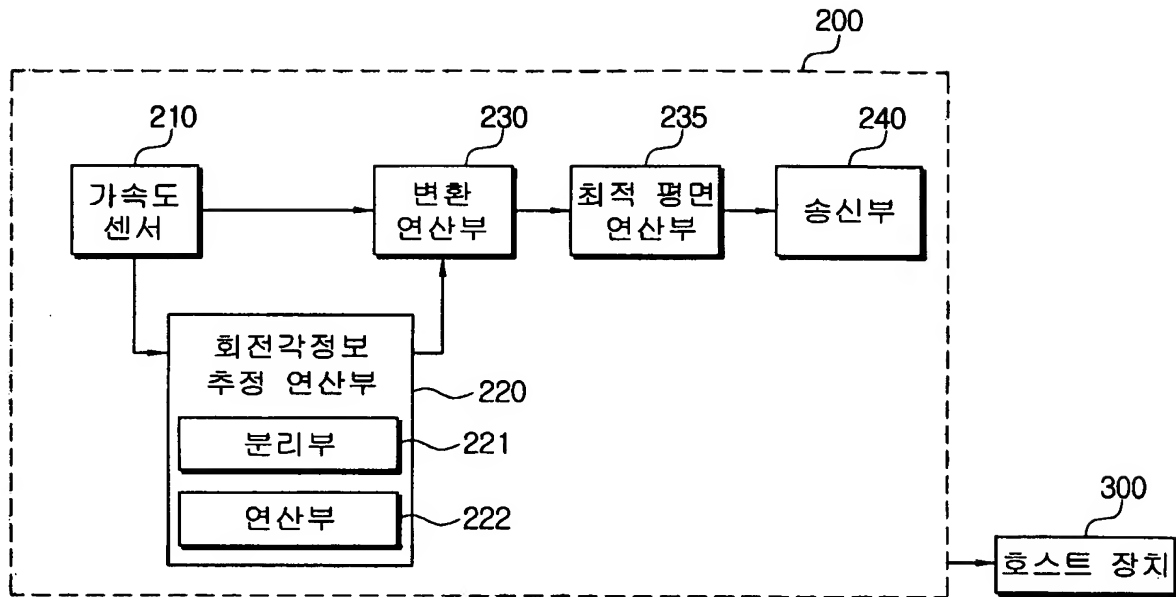 200
210
230
235
240
가속도
센서
변환
연산부
최적 평면
연산부
송신부
회전각정보
추정 연산부
220
분리부
221
연산부
222
300
호스트 장치